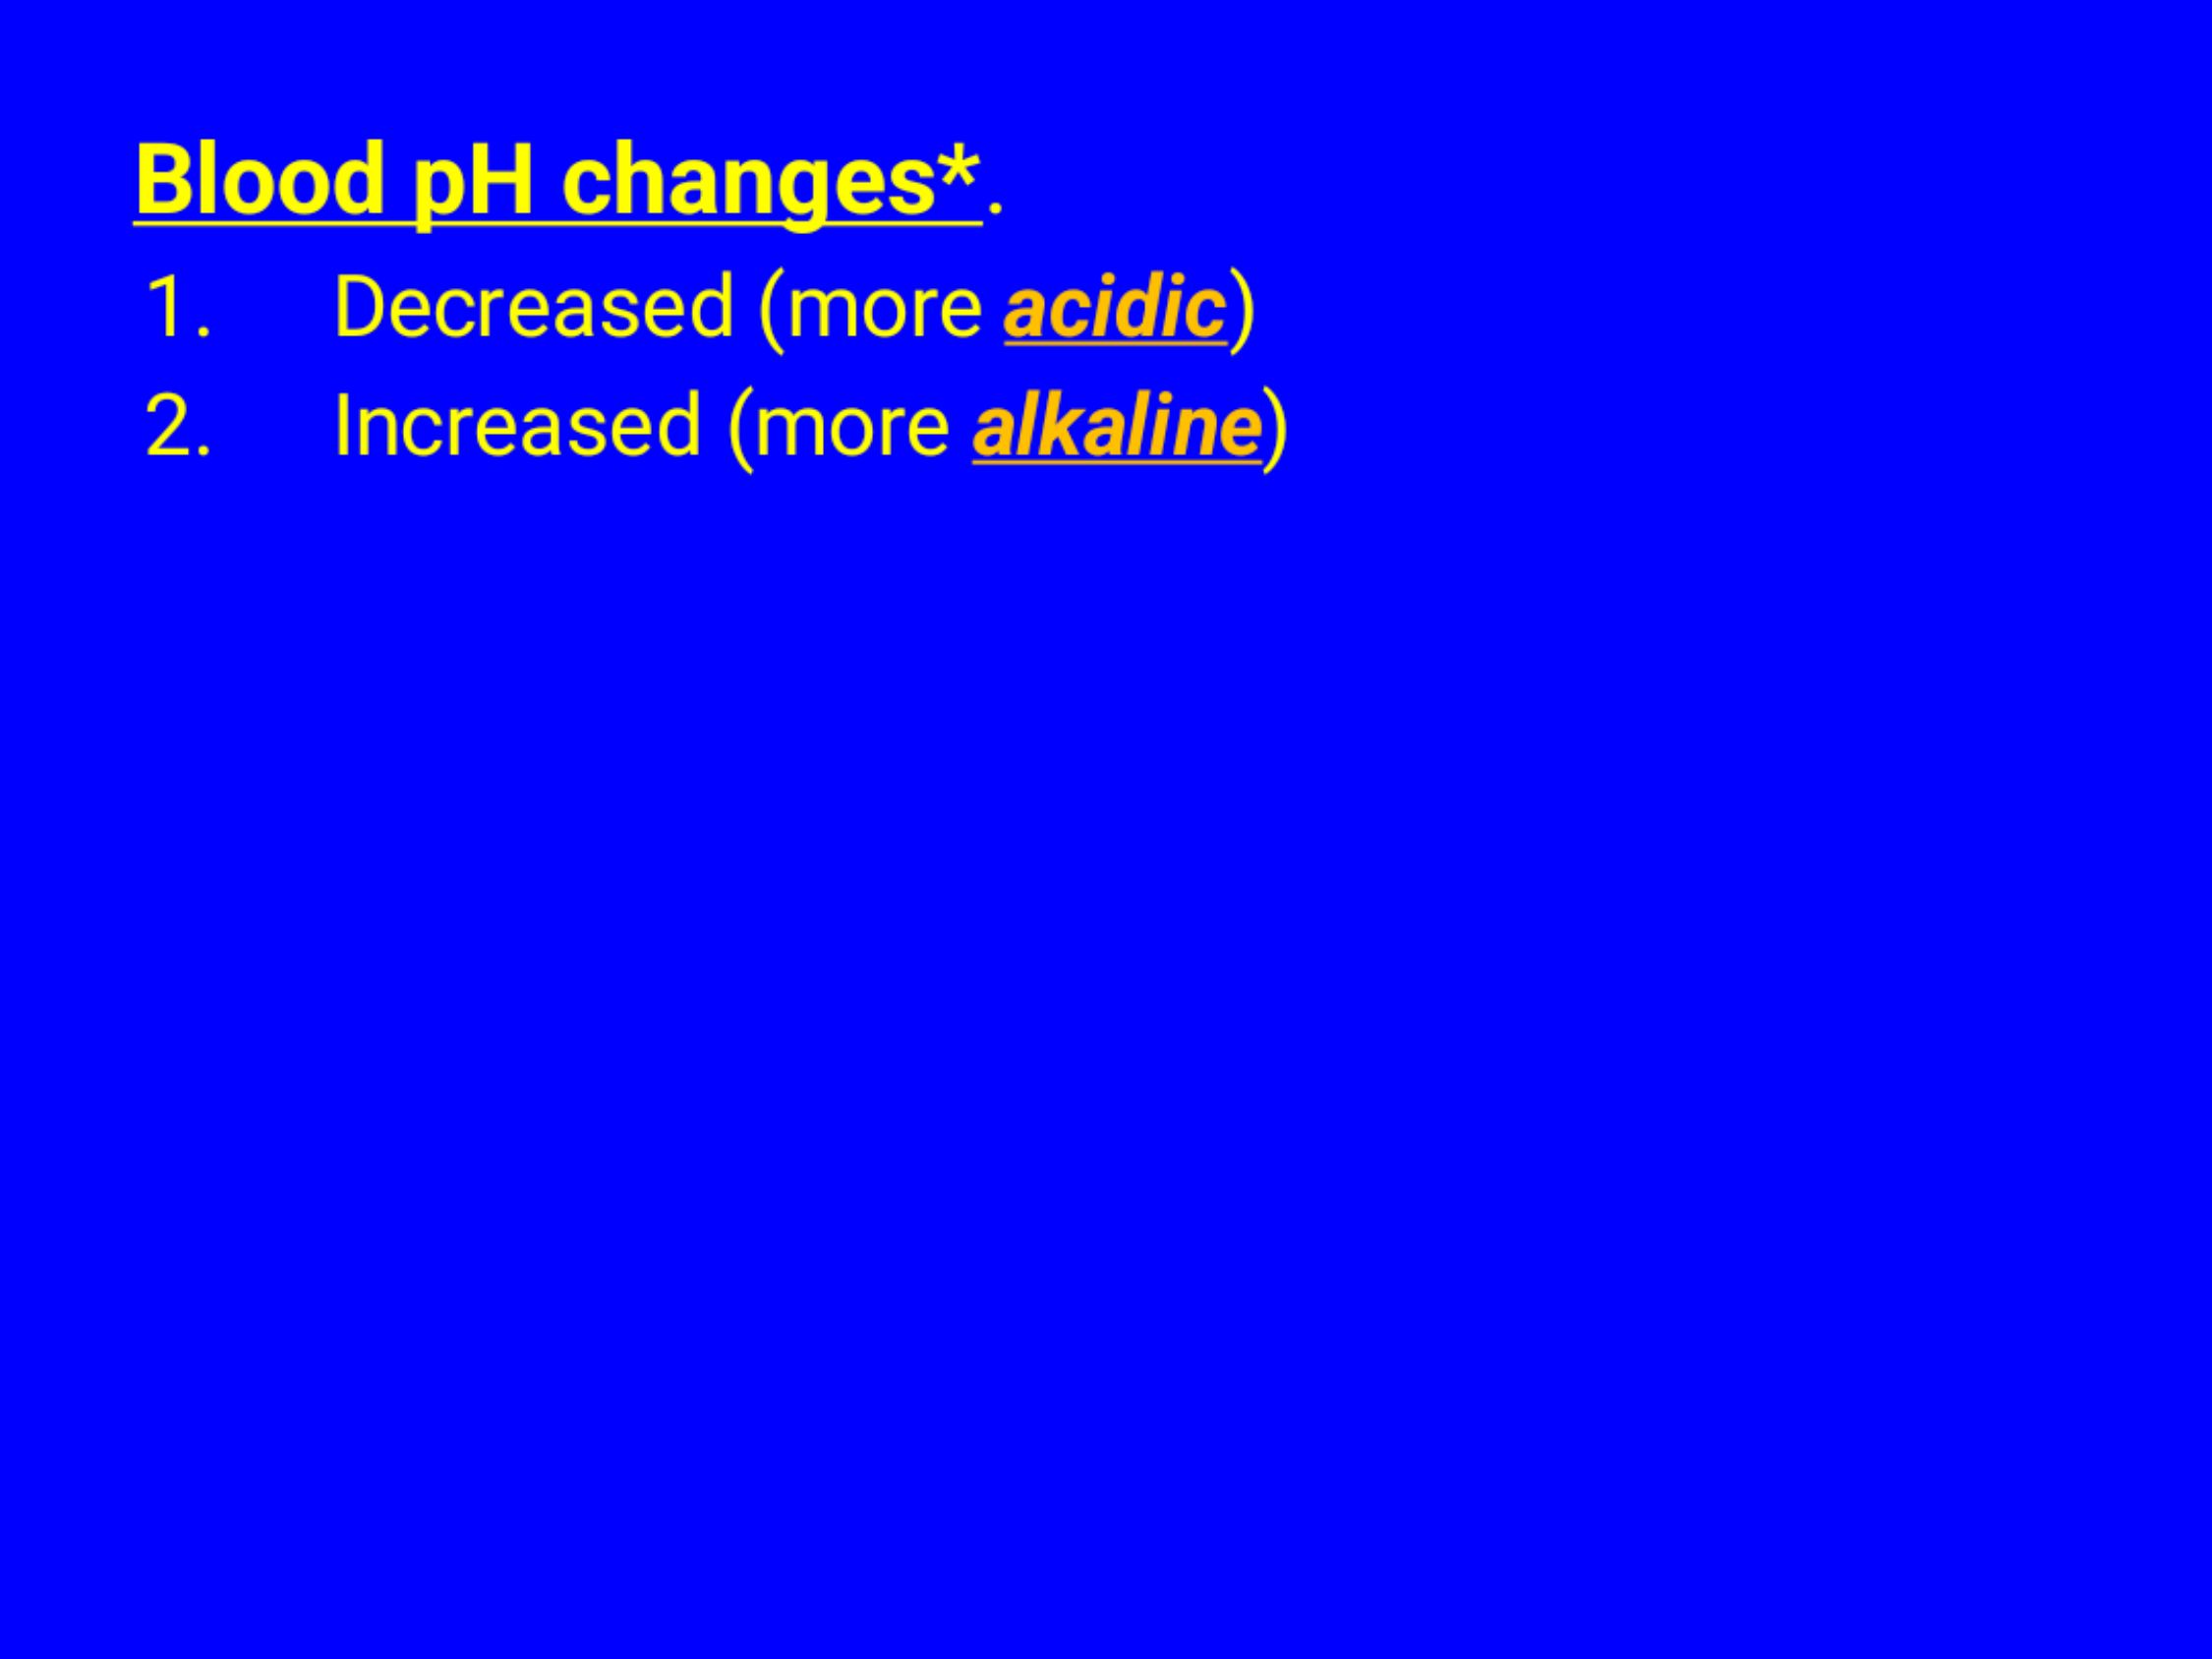 Blood pH changes*.
1. Decreased (more acidic)
2. Increased (more alkaline)